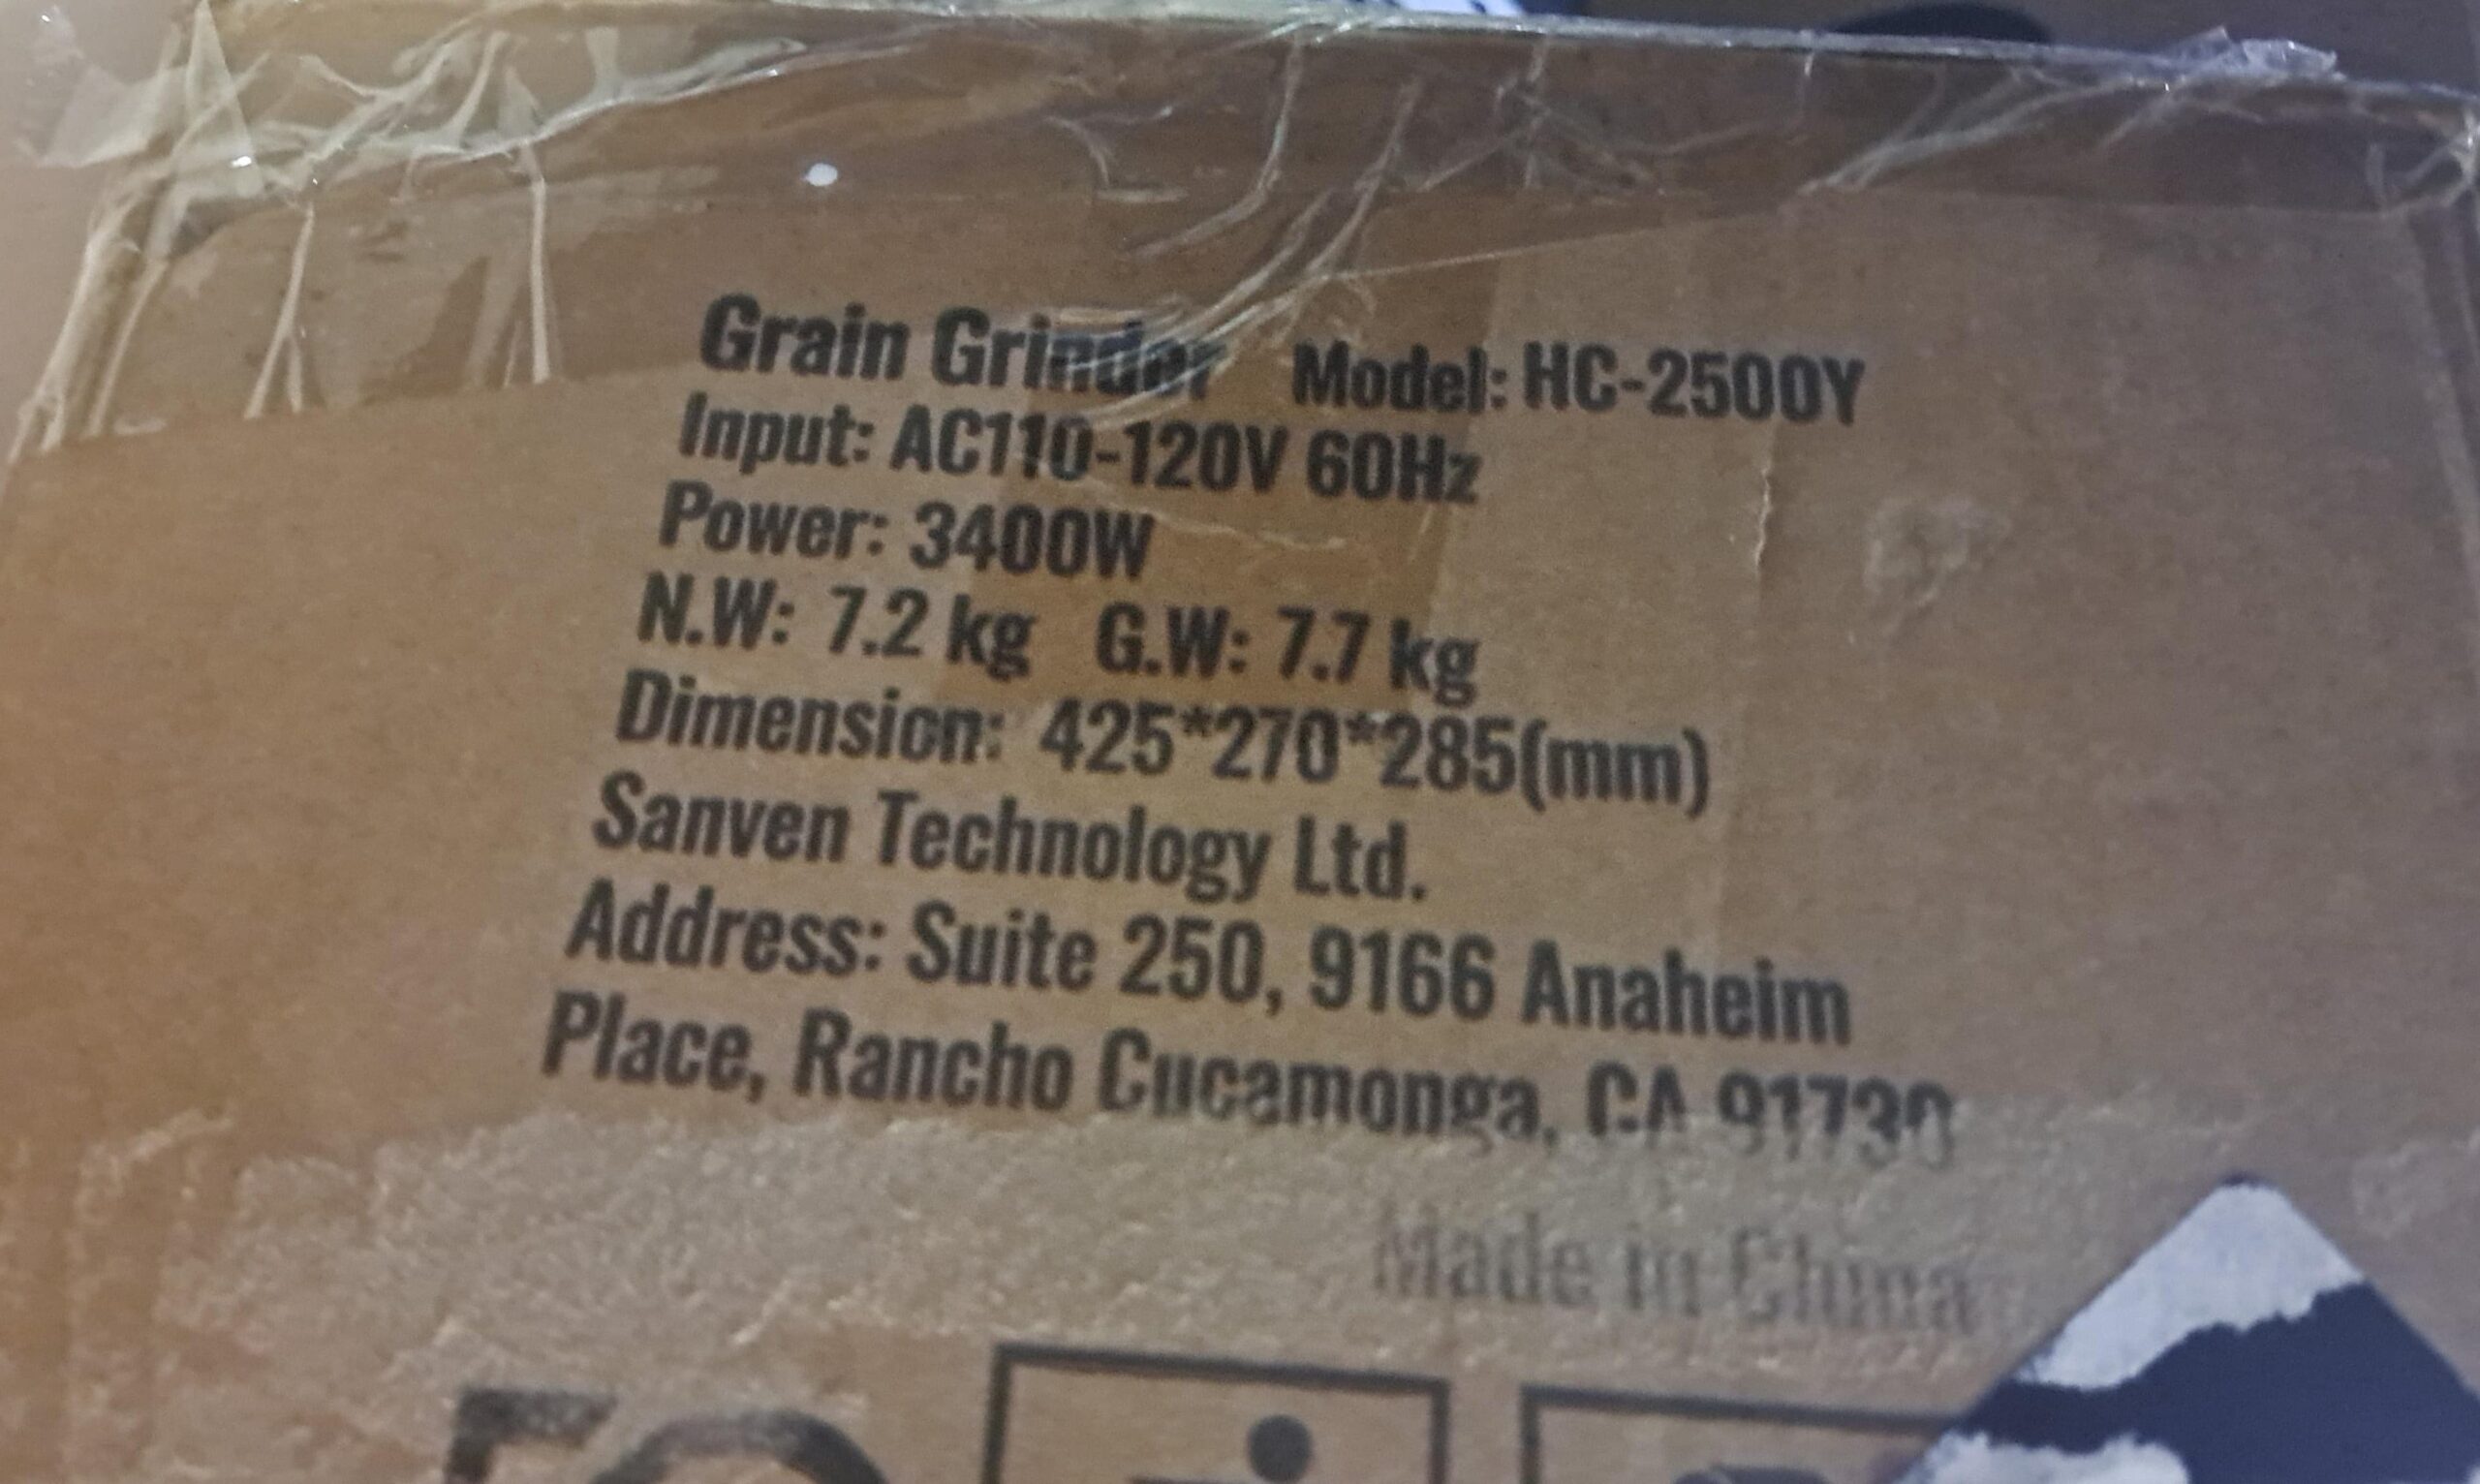 Grain Grinder Model: HC-2500Y
Input: AC110-120V 60Hz
Power: 3400W
N.W: 7.2 kg G.W: 7.7 kg
Dimension: 425*270*285(mm)
Sanven Technology Ltd.
Address: Suite 250, 9166 Anaheim
Place, Rancho Cucamonga, CA 91730
Made in China